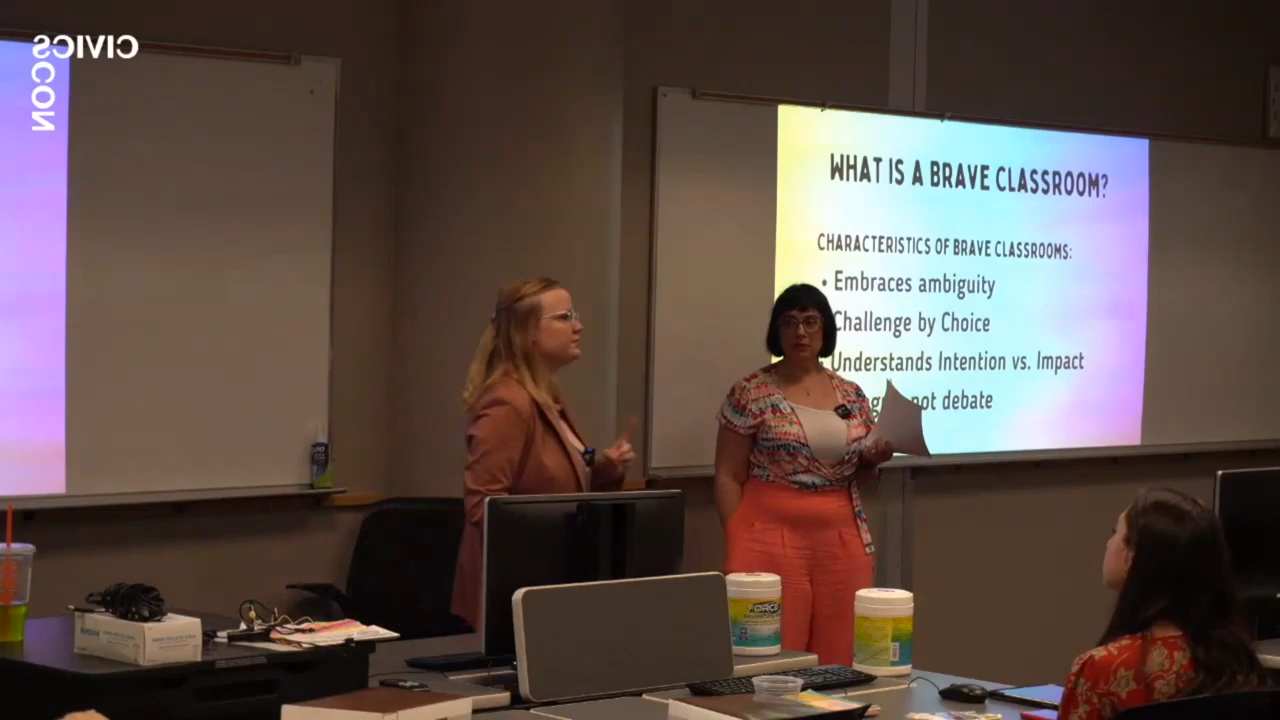 CIVICS
CON
WHAT IS A BRAVE CLASSROOM?
CHARACTERISTICS OF BRAVE CLASSROOMS:
• Embraces ambiguity
Challenge by Choice
Understands Intention vs. Impact
not debate
FORCE